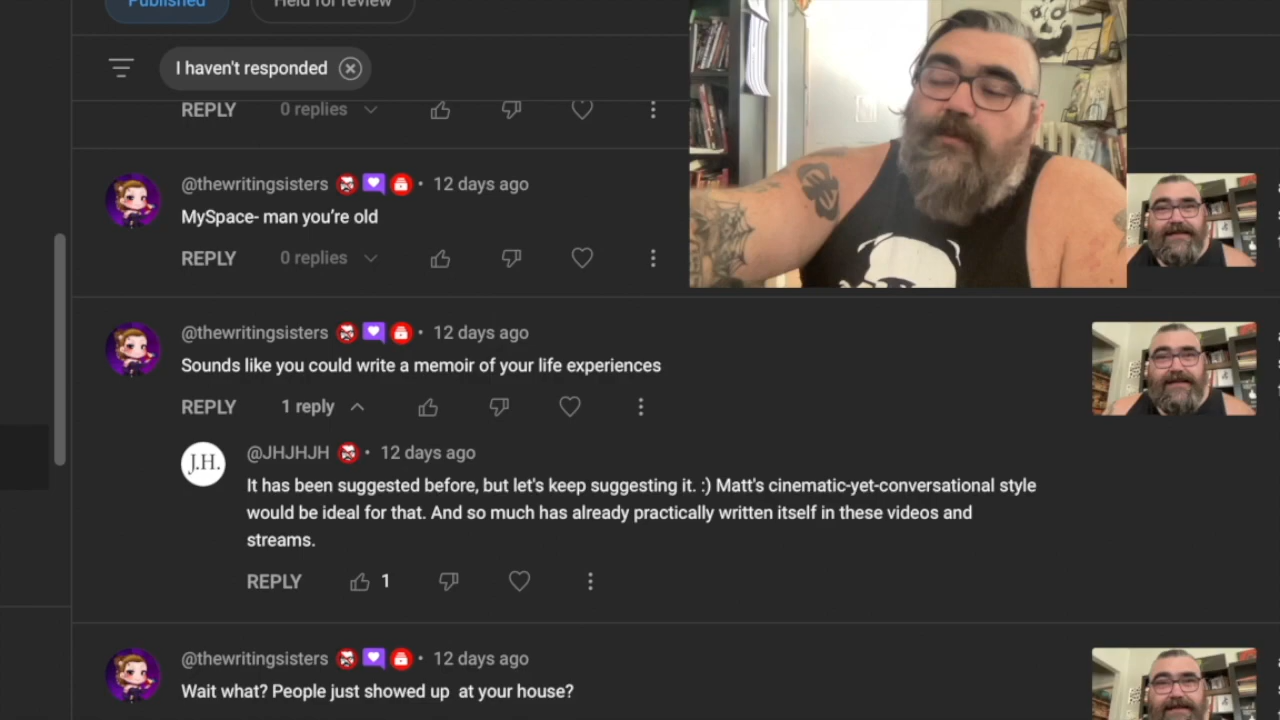 Published
Held for review
I haven't responded
REPLY 0 replies
@thewritingsisters • 12 days ago
MySpace- man you're old
REPLY 0 replies
@thewritingsisters • 12 days ago
Sounds like you could write a memoir of your life experiences
REPLY 1 reply
J.H.
@JHJHJH • 12 days ago
It has been suggested before, but let's keep suggesting it. :) Matt's cinematic-yet-conversational style
would be ideal for that. And so much has already practically written itself in these videos and
streams.
REPLY 1
@thewritingsisters • 12 days ago
Wait what? People just showed up at your house?